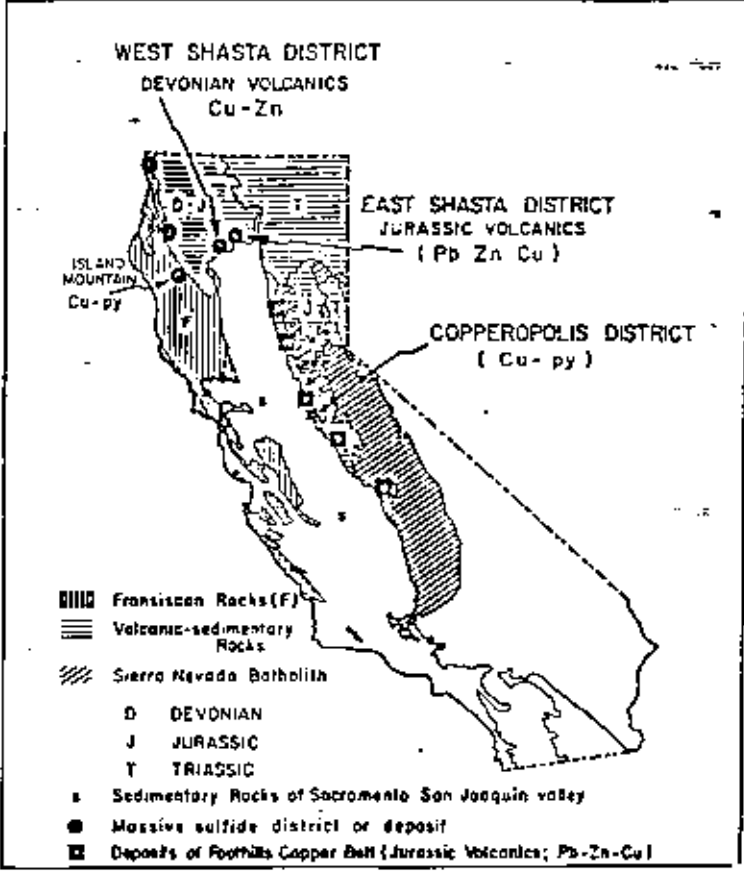 WEST SHASTA DISTRICT
DEVONIAN VOLCANICS
Cu-Zn
D-J
T
EAST SHASTA DISTRICT
JURASSIC VOLCANICS
(Pb Zn Cu)
ISLAND
MOUNTAIN
Cu-py
F
COPPEROPOLIS DISTRICT
(Cu-py)
s
s
Fransiscan Rocks (F)
Volcanic-sedimentary
Rocks
Sierra Nevada Batholith
D DEVONIAN
J JURASSIC
T TRIASSIC
s Sedimentary Rocks of Sacramento San Joaquin valley
Massive sulfide district or deposit
Deposits of Foothills Copper Belt (Jurassic Volcanics; Pb-Zn-Cu)